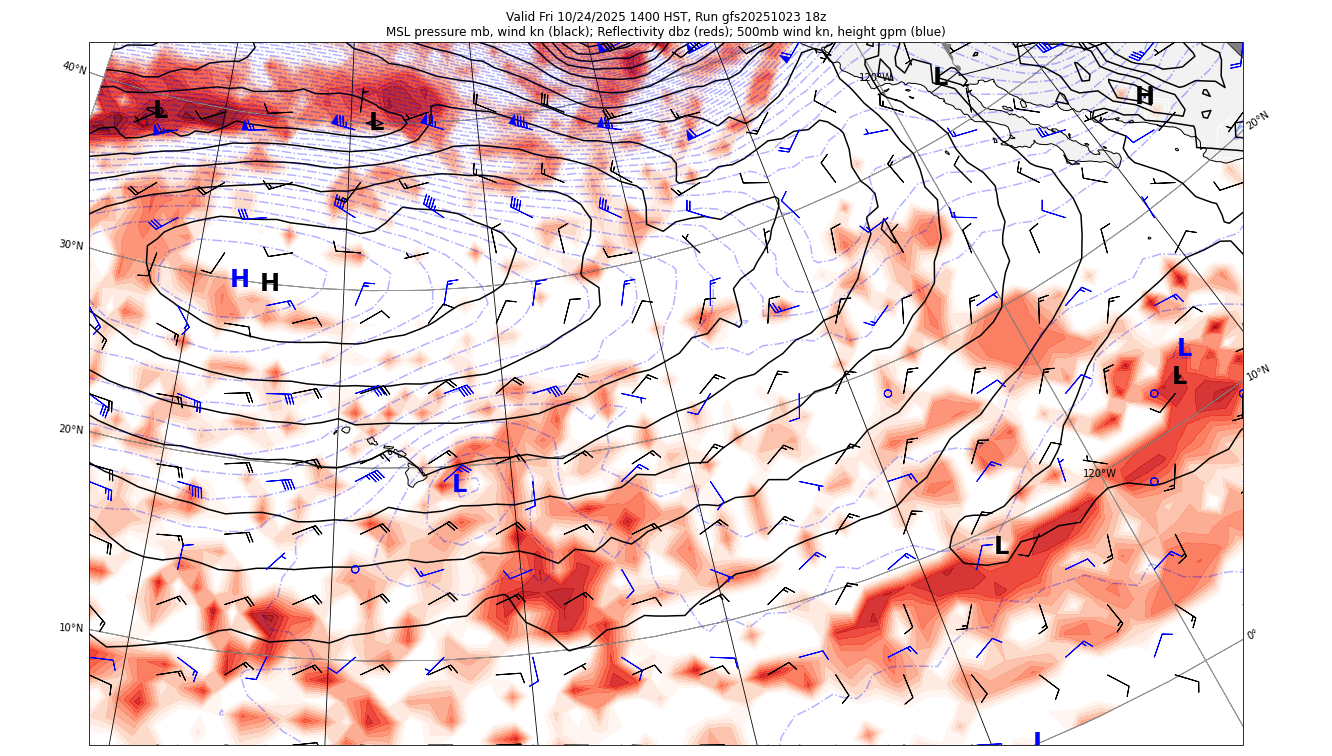 Valid Fri 10/24/2025 1400 HST, Run gfs20251023 18z
MSL pressure mb, wind kn (black); Reflectivity dbz (reds); 500mb wind kn, height gpm (blue)
40°N
120°W
L
H
20°N
L
L
30°N
H
H
L
L
10°N
20°N
L
120°W
L
10°N
0°
L